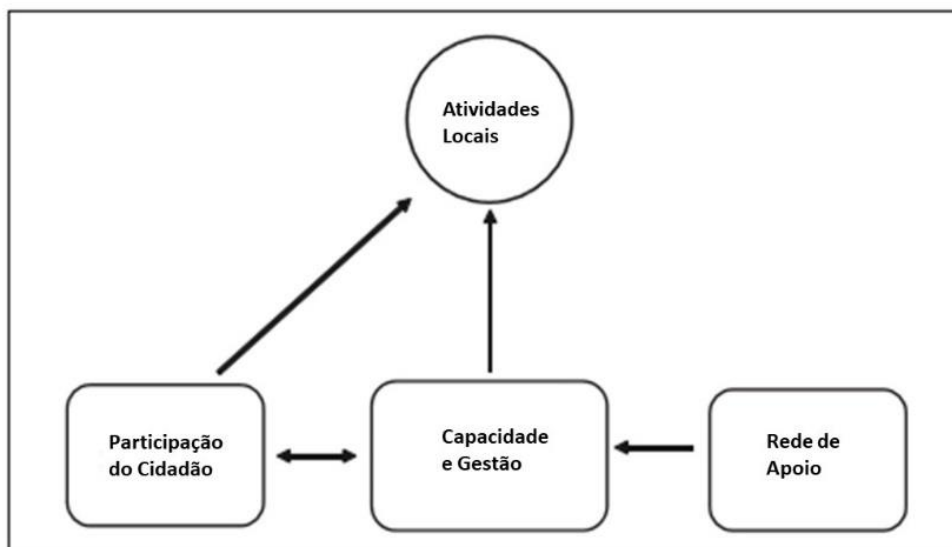 Atividades
Locais
Participação
do Cidadão
Capacidade
e Gestão
Rede de
Apoio